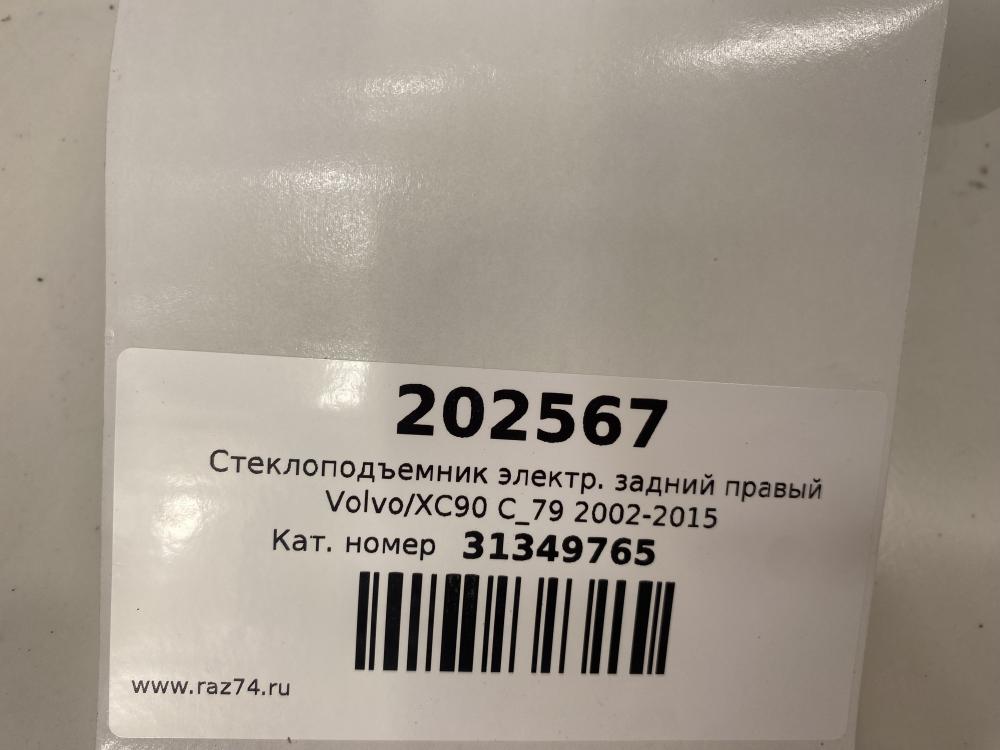 202567
Стеклоподъемник электр. задний правый
Volvo/XC90 C_79 2002-2015
Кат. номер 31349765
www.raz74.ru